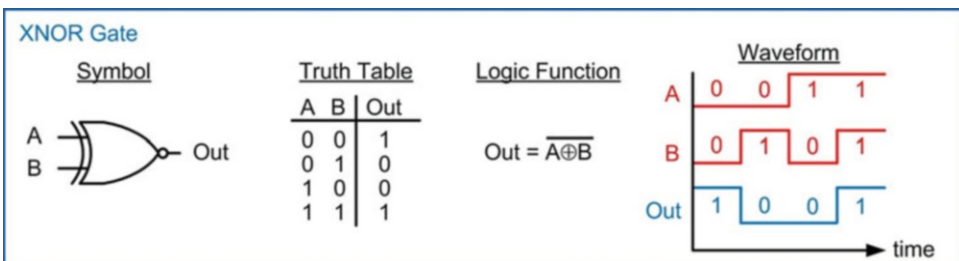 XNOR Gate
Symbol
A
B
Out
Truth Table
A B Out
0 0 1
0 1 0
1 0 0
1 1 1
Logic Function
Out = A⊕B
Waveform
A 0 0 1 1
B 0 1 0 1
Out 1 0 0 1
time